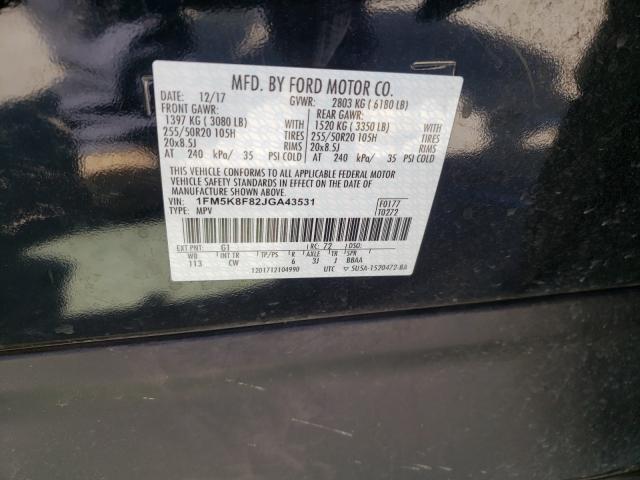 MFD. BY FORD MOTOR CO.
DATE: 12/17 GVWR: 2803 KG ( 6180 LB)
FRONT GAWR: REAR GAWR:
1397 KG ( 3080 LB) WITH 1520 KG ( 3350 LB) WITH
255/50R20 105H TIRES 255/50R20 105H TIRES
20x8.5J RIMS 20x8.5J RIMS
AT 240 kPa/ 35 PSI COLD AT 240 kPa/ 35 PSI COLD
THIS VEHICLE CONFORMS TO ALL APPLICABLE FEDERAL MOTOR
VEHICLE SAFETY STANDARDS IN EFFECT ON THE DATE OF
MANUFACTURE SHOWN ABOVE.
VIN: 1FM5K8F82JGA43531 F0177
TYPE: MPV T0272
EXT PNT: G1 RC: 72 DSO:
WB INT TR TP/PS R AXLE TR SPR
113 CW 6 3J J BBAA
1201712104990 UTC 5U5A-1520472-BA